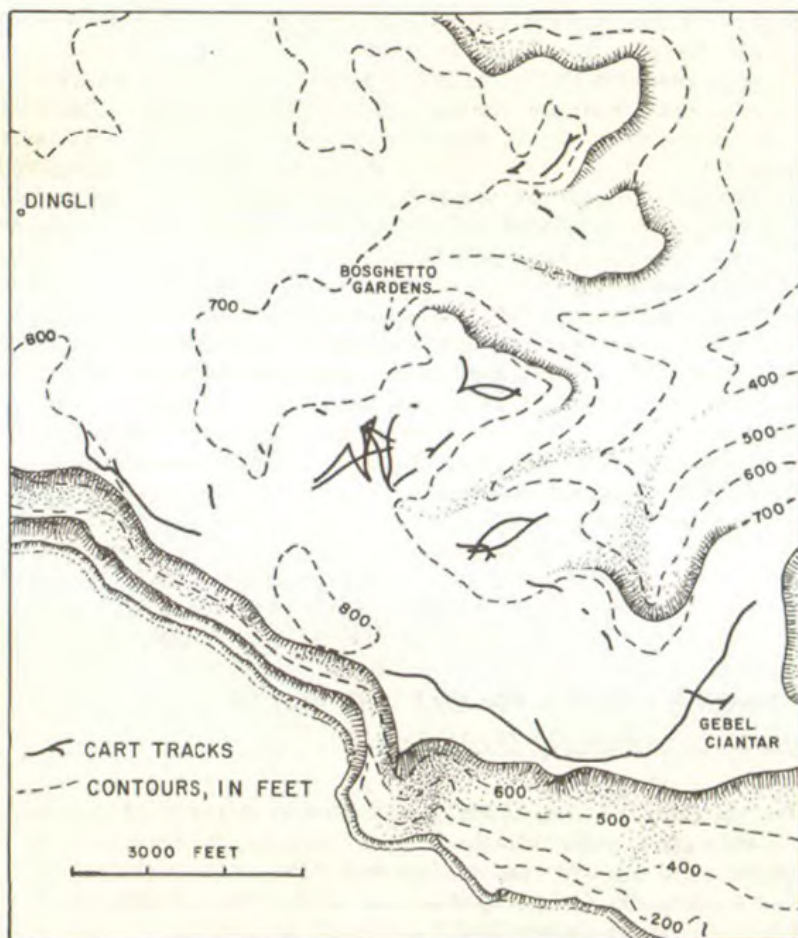 DINGLI
BOSGHETTO
GARDENS
700
800
400
500
600
700
800
GEBEL
CIANTAR
CART TRACKS
CONTOURS, IN FEET
600
500
3000 FEET
400
200'